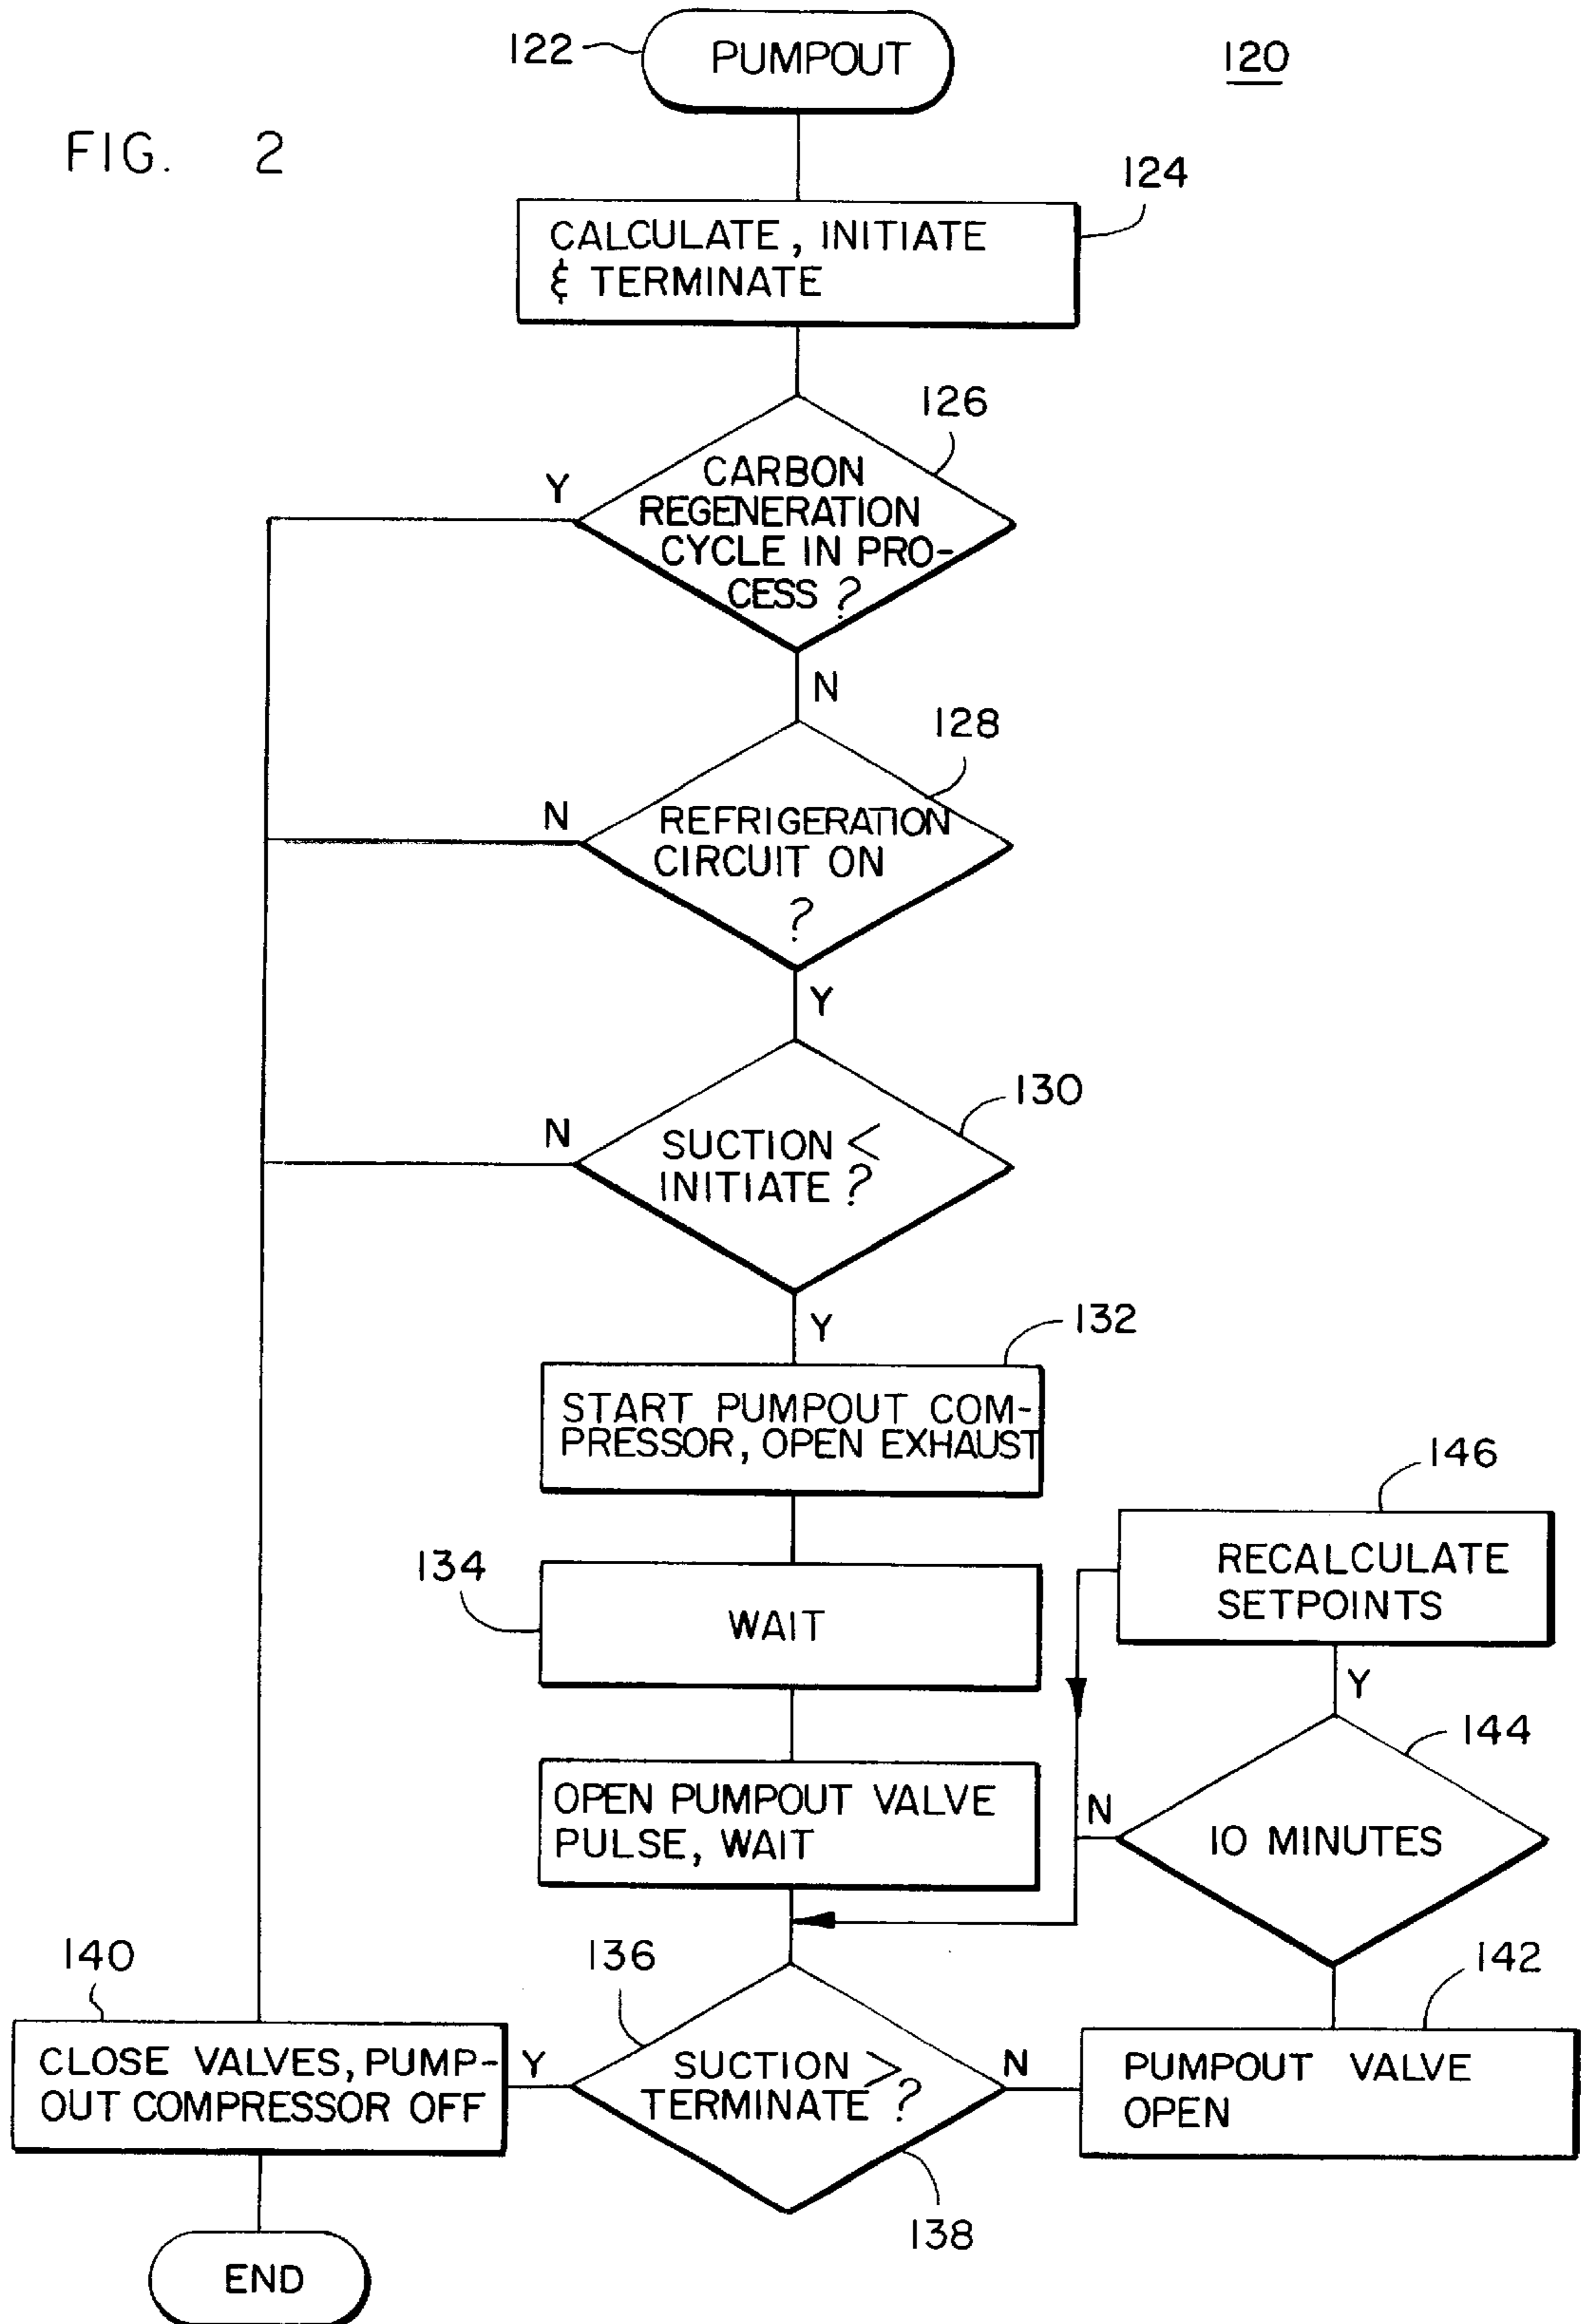 122
PUMPOUT
120
FIG. 2
124
CALCULATE, INITIATE
& TERMINATE
126
Y
CARBON
REGENERATION
CYCLE IN PRO-
CESS ?
N
128
N
REFRIGERATION
CIRCUIT ON
?
Y
130
N
SUCTION <
INITIATE ?
Y
132
START PUMPOUT COM-
PRESSOR, OPEN EXHAUST
146
RECALCULATE
SETPOINTS
134
WAIT
Y
144
OPEN PUMPOUT VALVE
PULSE, WAIT
N
10 MINUTES
140
136
142
CLOSE VALVES, PUMP-
OUT COMPRESSOR OFF
Y
SUCTION >
TERMINATE ?
N
PUMPOUT VALVE
OPEN
138
END